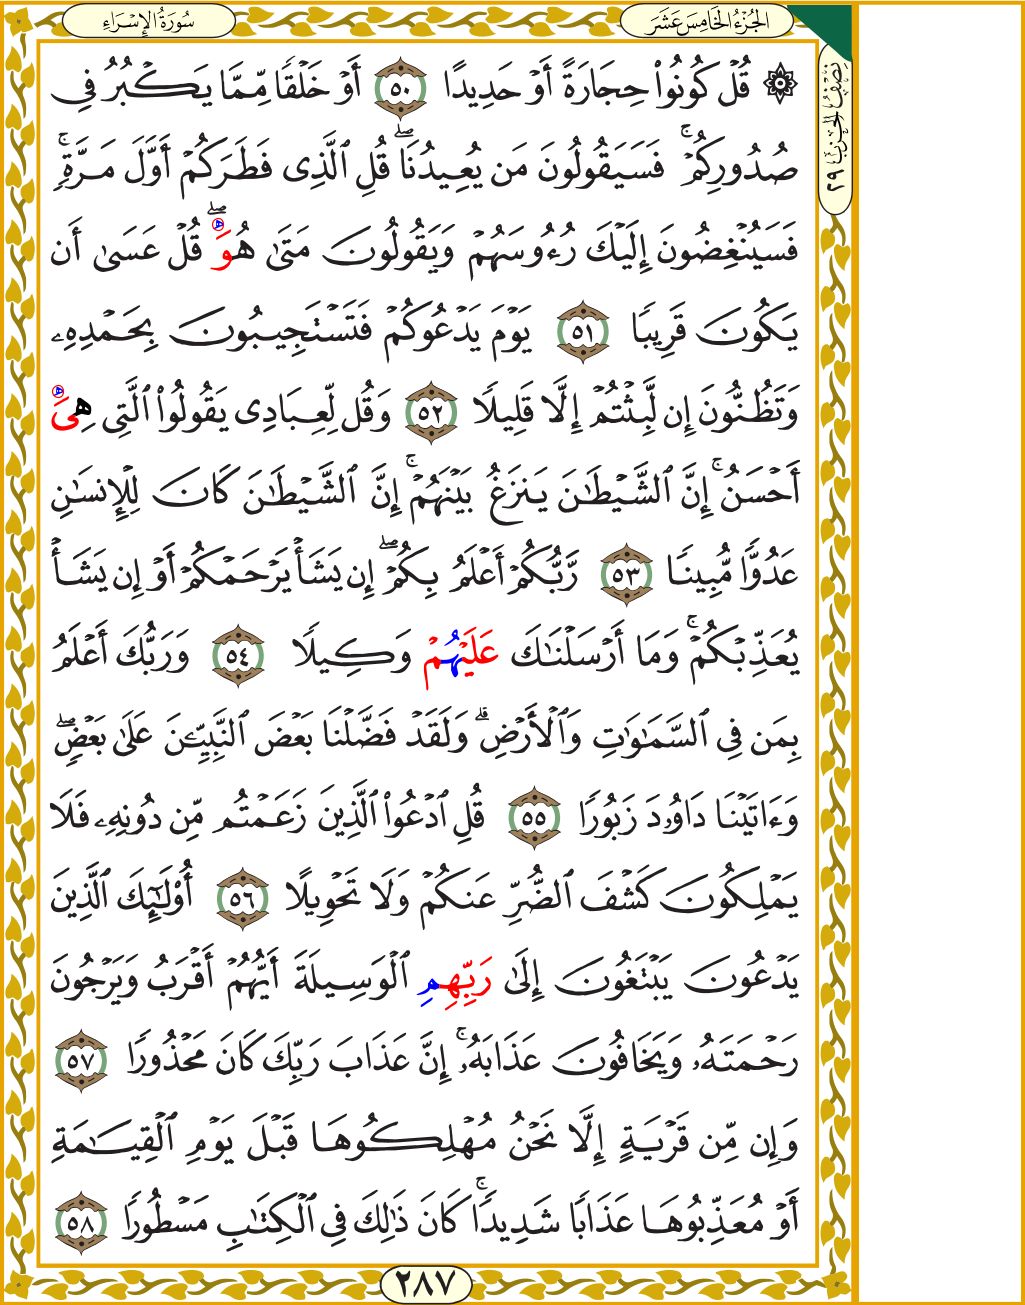 سُورَةُ الإِسْرَاءِ
الجُزْءُ الخَامِسَ عَشَرَ
نِصْفُ الحِزْبِ ٢٩
۞ قُلْ كُونُوا۟ حِجَارَةً أَوْ حَدِيدًا ٥٠ أَوْ خَلْقًا مِّمَّا يَكْبُرُ فِى
صُدُورِكُمْ ۚ فَسَيَقُولُونَ مَن يُعِيدُنَا ۖ قُلِ ٱلَّذِى فَطَرَكُمْ أَوَّلَ مَرَّةٍ ۚ
فَسَيُنْغِضُونَ إِلَيْكَ رُءُوسَهُمْ وَيَقُولُونَ مَتَىٰ هُوَ ۖ قُلْ عَسَىٰٓ أَن
يَكُونَ قَرِيبًا ٥١ يَوْمَ يَدْعُوكُمْ فَتَسْتَجِيبُونَ بِحَمْدِهِۦ
وَتَظُنُّونَ إِن لَّبِثْتُمْ إِلَّا قَلِيلًا ٥٢ وَقُل لِّعِبَادِى يَقُولُوا۟ ٱلَّتِى هِىَ
أَحْسَنُ ۚ إِنَّ ٱلشَّيْطَٰنَ يَنزَغُ بَيْنَهُمْ ۚ إِنَّ ٱلشَّيْطَٰنَ كَانَ لِلْإِنسَٰنِ
عَدُوًّا مُّبِينًا ٥٣ رَّبُّكُمْ أَعْلَمُ بِكُمْ ۖ إِن يَشَأْ يَرْحَمْكُمْ أَوْ إِن يَشَأْ
يُعَذِّبْكُمْ ۚ وَمَا أَرْسَلْنَٰكَ عَلَيْهُمْ وَكِيلًا ٥٤ وَرَبُّكَ أَعْلَمُ
بِمَن فِى ٱلسَّمَٰوَٰتِ وَٱلْأَرْضِ ۗ وَلَقَدْ فَضَّلْنَا بَعْضَ ٱلنَّبِيِّـۧنَ عَلَىٰ بَعْضٍ ۖ
وَءَاتَيْنَا دَاوُۥدَ زَبُورًا ٥٥ قُلِ ٱدْعُوا۟ ٱلَّذِينَ زَعَمْتُم مِّن دُونِهِۦ فَلَا
يَمْلِكُونَ كَشْفَ ٱلضُّرِّ عَنكُمْ وَلَا تَحْوِيلًا ٥٦ أُو۟لَٰٓئِكَ ٱلَّذِينَ
يَدْعُونَ يَبْتَغُونَ إِلَىٰ رَبِّهِمِ ٱلْوَسِيلَةَ أَيُّهُمْ أَقْرَبُ وَيَرْجُونَ
رَحْمَتَهُۥ وَيَخَافُونَ عَذَابَهُۥ ۚ إِنَّ عَذَابَ رَبِّكَ كَانَ مَحْذُورًا ٥٧
وَإِن مِّن قَرْيَةٍ إِلَّا نَحْنُ مُهْلِكُوهَا قَبْلَ يَوْمِ ٱلْقِيَٰمَةِ
أَوْ مُعَذِّبُوهَا عَذَابًا شَدِيدًا ۚ كَانَ ذَٰلِكَ فِى ٱلْكِتَٰبِ مَسْطُورًا ٥٨
٢٨٧